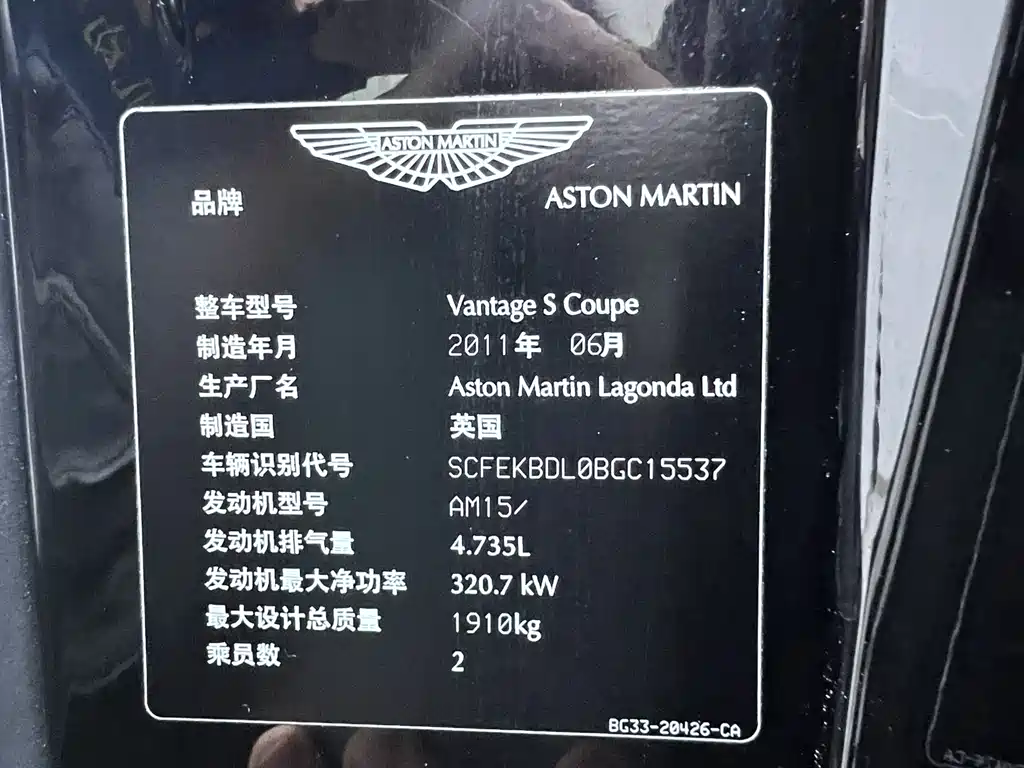 ASTON MARTIN
品牌 ASTON MARTIN
整车型号 Vantage S Coupe
制造年月 2011年 06月
生产厂名 Aston Martin Lagonda Ltd
制造国 英国
车辆识别代号 SCFEKBDL0BGC15537
发动机型号 AM15/
发动机排气量 4.735L
发动机最大净功率 320.7 kW
最大设计总质量 1910kg
乘员数 2
BG33-20426-CA